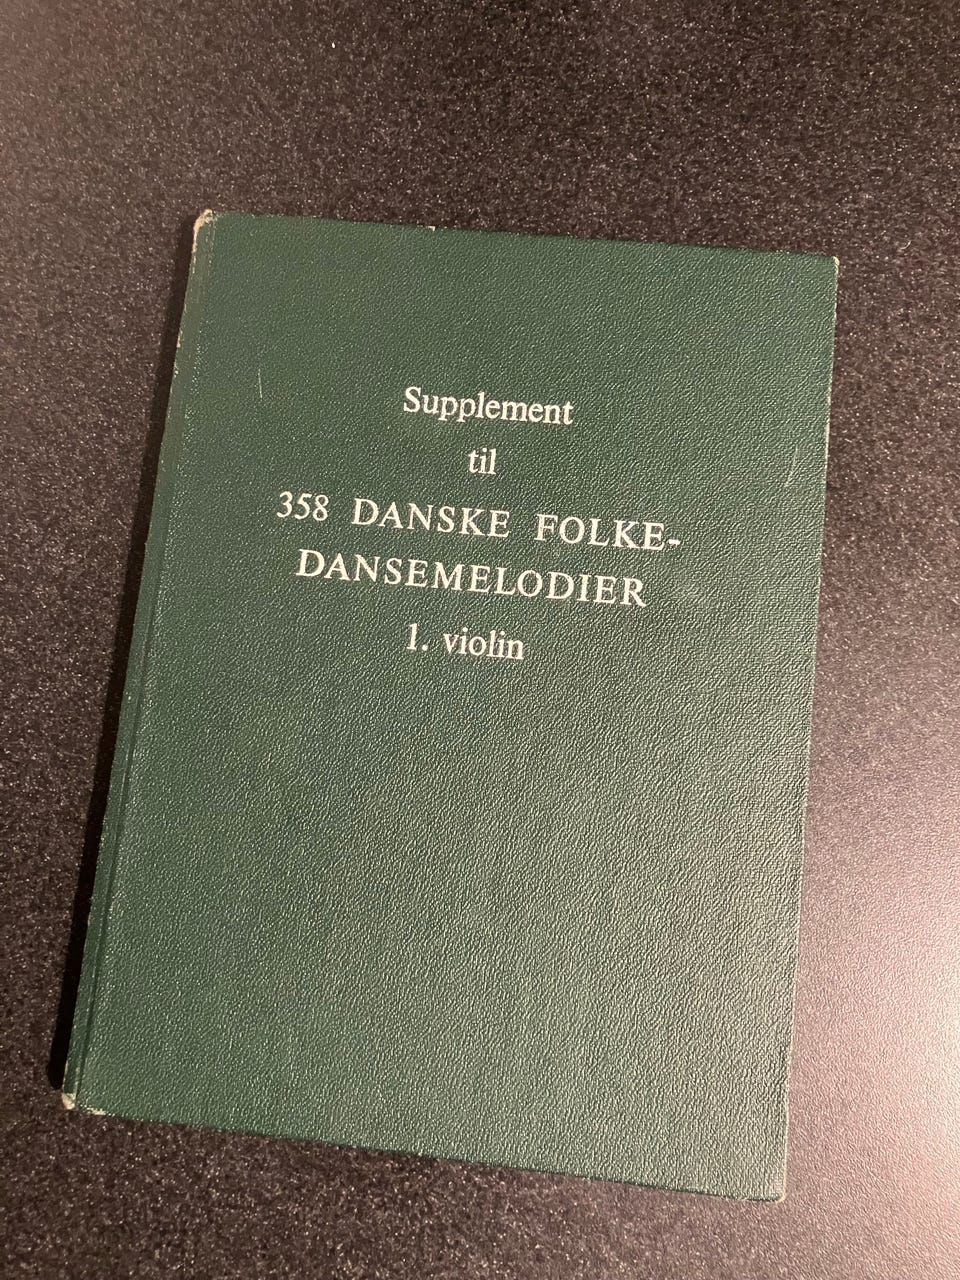 Supplement
til
358 DANSKE FOLKE-
DANSEMELODIER
1. violin